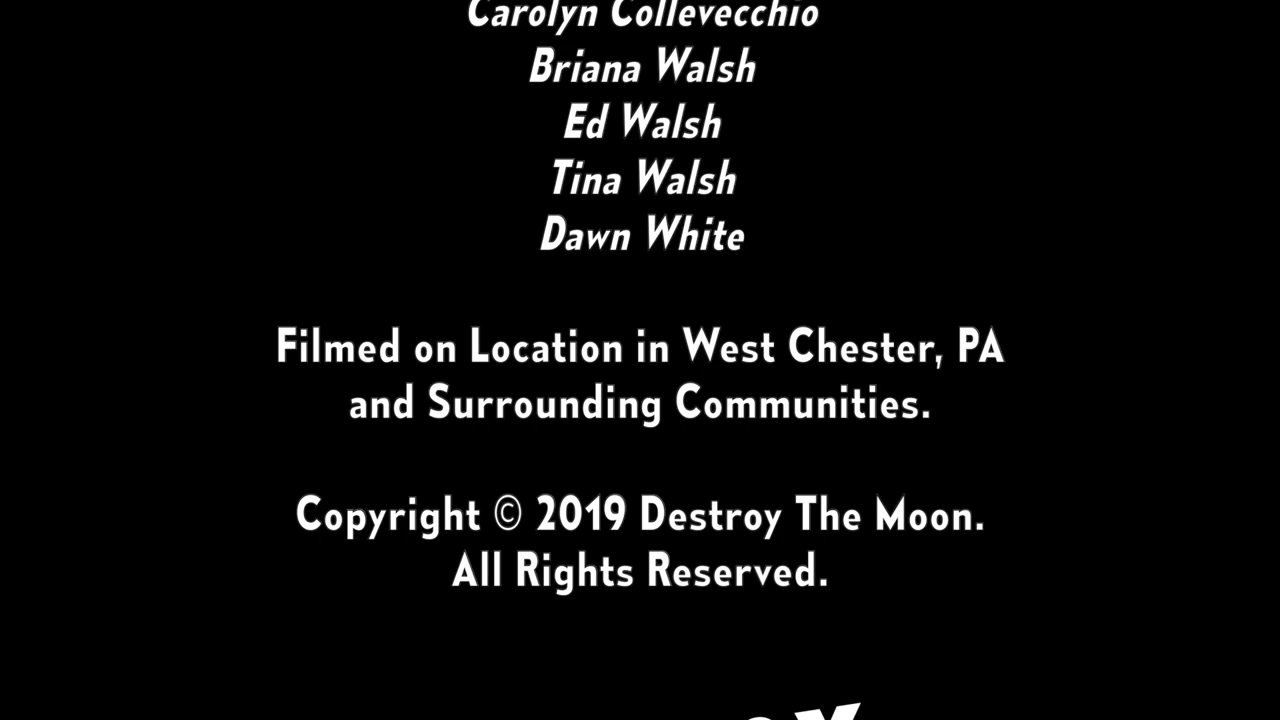 Carolyn Collevecchio
Briana Walsh
Ed Walsh
Tina Walsh
Dawn White
Filmed on Location in West Chester, PA
and Surrounding Communities.
Copyright © 2019 Destroy The Moon.
All Rights Reserved.